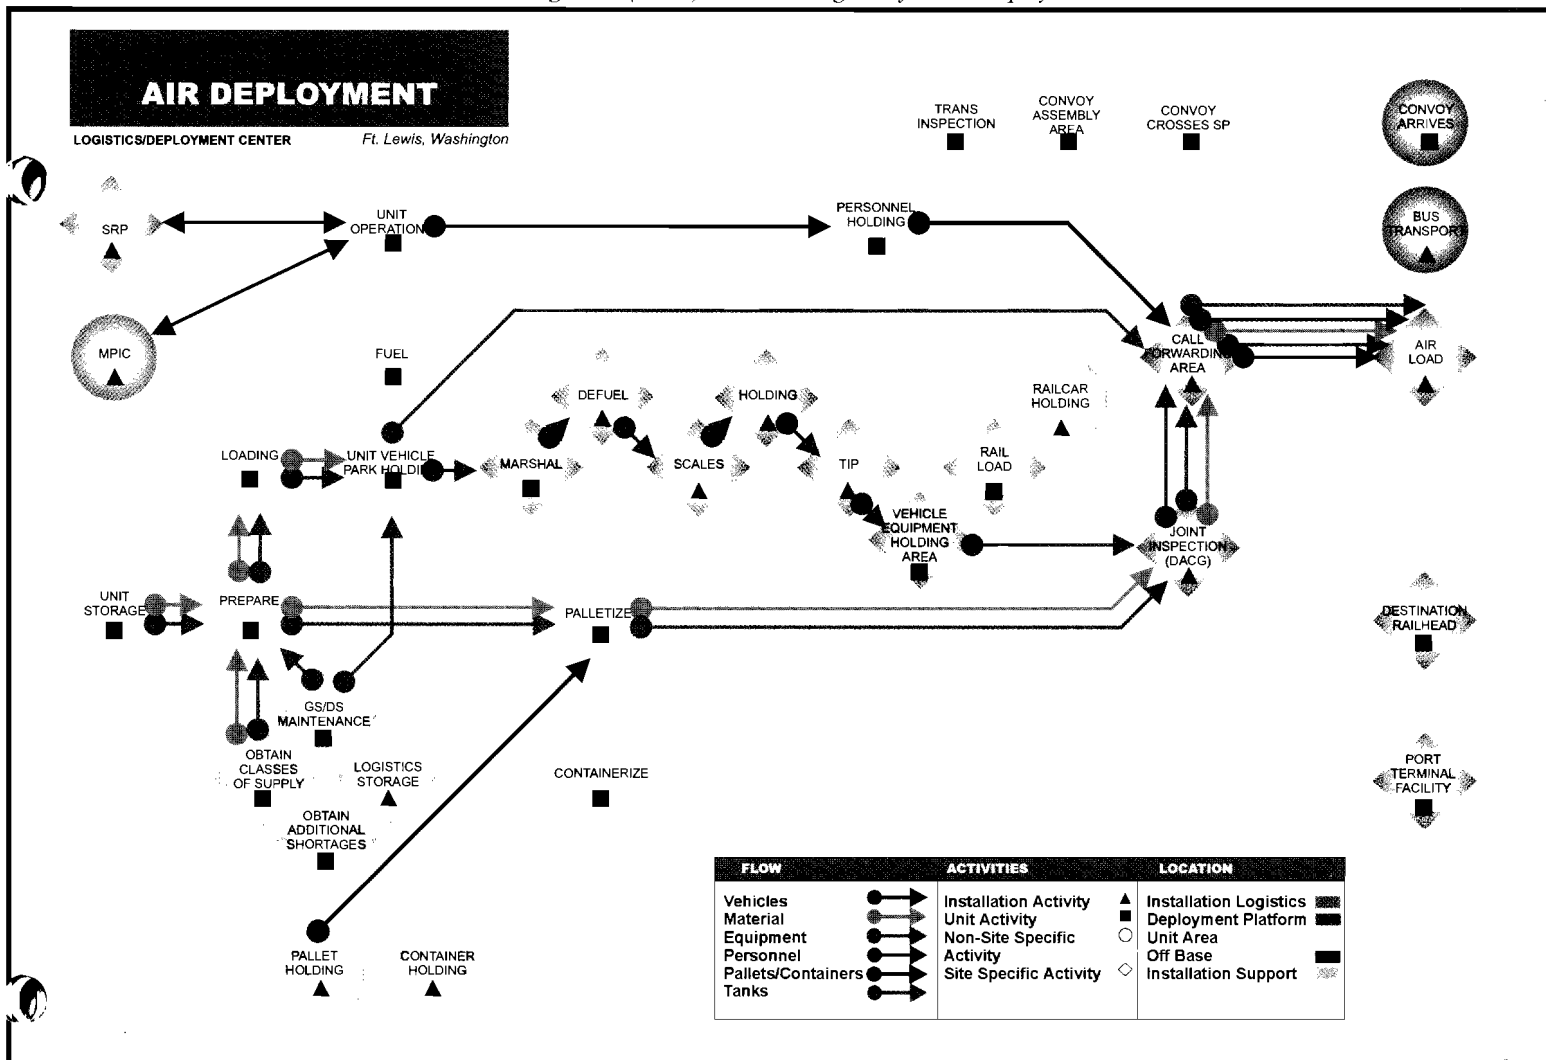 AIR DEPLOYMENT
LOGISTICS/DEPLOYMENT CENTER
Ft. Lewis, Washington
TRANS
INSPECTION
CONVOY
ASSEMBLY
AREA
CONVOY
CROSSES SP
CONVOY
ARRIVES
SRP
UNIT
OPERATION
PERSONNEL
HOLDING
BUS
TRANSPORT
MPIC
FUEL
DEFUEL
HOLDING
RAILCAR
HOLDING
CALL
FORWARDING
AREA
AIR
LOAD
LOADING
UNIT VEHICLE
PARK HOLDING
MARSHAL
SCALES
TIP
RAIL
LOAD
VEHICLE
EQUIPMENT
HOLDING
AREA
JOINT
INSPECTION
(DACG)
UNIT
STORAGE
PREPARE
PALLETIZE
DESTINATION
RAILHEAD
GS/DS
MAINTENANCE
OBTAIN
CLASSES
OF SUPPLY
LOGISTICS
STORAGE
CONTAINERIZE
PORT
TERMINAL
FACILITY
OBTAIN
ADDITIONAL
SHORTAGES
PALLET
HOLDING
CONTAINER
HOLDING
FLOW
Vehicles
Material
Equipment
Personnel
Pallets/Containers
Tanks
ACTIVITIES
Installation Activity
Unit Activity
Non-Site Specific
Activity
Site Specific Activity
LOCATION
Installation Logistics
Deployment Platform
Unit Area
Off Base
Installation Support